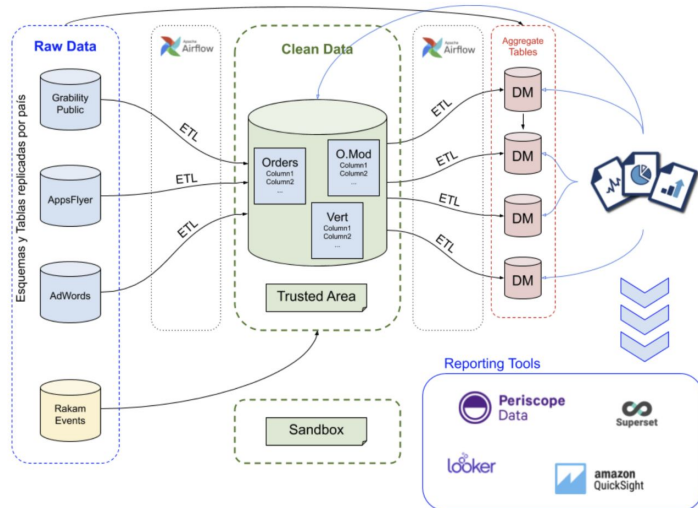 Raw Data
Esquemas y Tablas replicadas por país
Grability
Public
AppsFlyer
AdWords
Rakam
Events
Apache
Airflow
ETL
ETL
ETL
Clean Data
Orders
Column1
Column2
...
O.Mod
Column1
Column2
...
Vert
Column1
Column2
...
Trusted Area
Sandbox
Apache
Airflow
ETL
ETL
ETL
ETL
Aggregate
Tables
DM
DM
DM
DM
Reporting Tools
Periscope
Data
Superset
looker
amazon
QuickSight